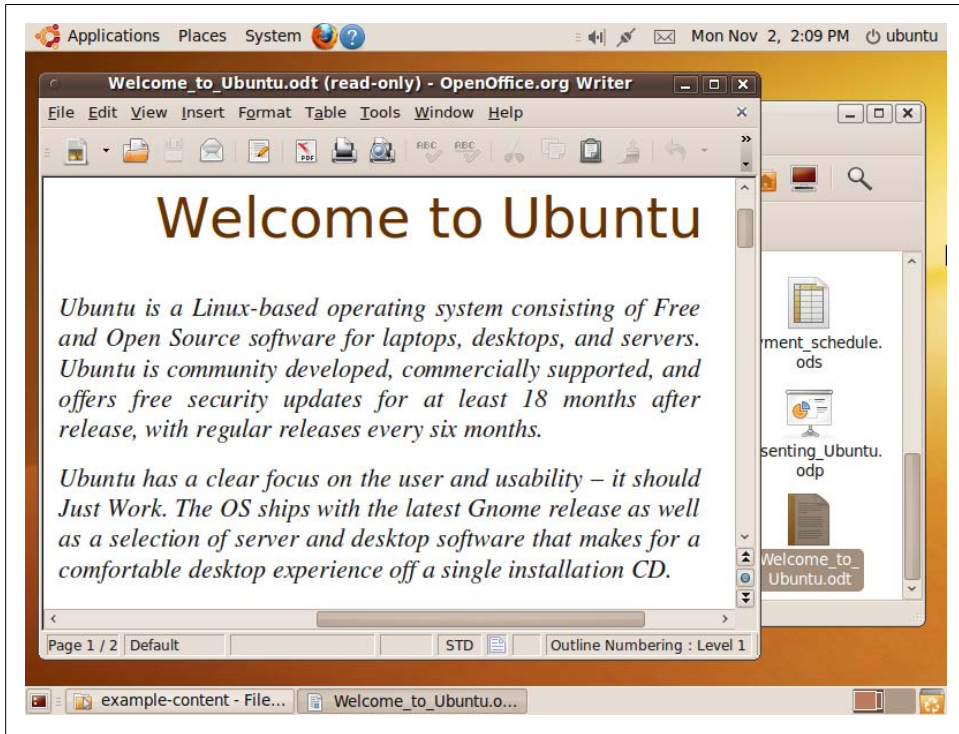 Applications Places System ? Mon Nov 2, 2:09 PM ubuntu
Welcome_to_Ubuntu.odt (read-only) - OpenOffice.org Writer
File Edit View Insert Format Table Tools Window Help
PDF ABC ABC
Welcome to Ubuntu
Ubuntu is a Linux-based operating system consisting of Free
and Open Source software for laptops, desktops, and servers.
Ubuntu is community developed, commercially supported, and
offers free security updates for at least 18 months after
release, with regular releases every six months.
Ubuntu has a clear focus on the user and usability – it should
Just Work. The OS ships with the latest Gnome release as well
as a selection of server and desktop software that makes for a
comfortable desktop experience off a single installation CD.
Page 1 / 2 Default STD Outline Numbering : Level 1
yment_schedule.
ods
senting_Ubuntu.
odp
Welcome_to_
Ubuntu.odt
example-content - File... Welcome_to_Ubuntu.o...